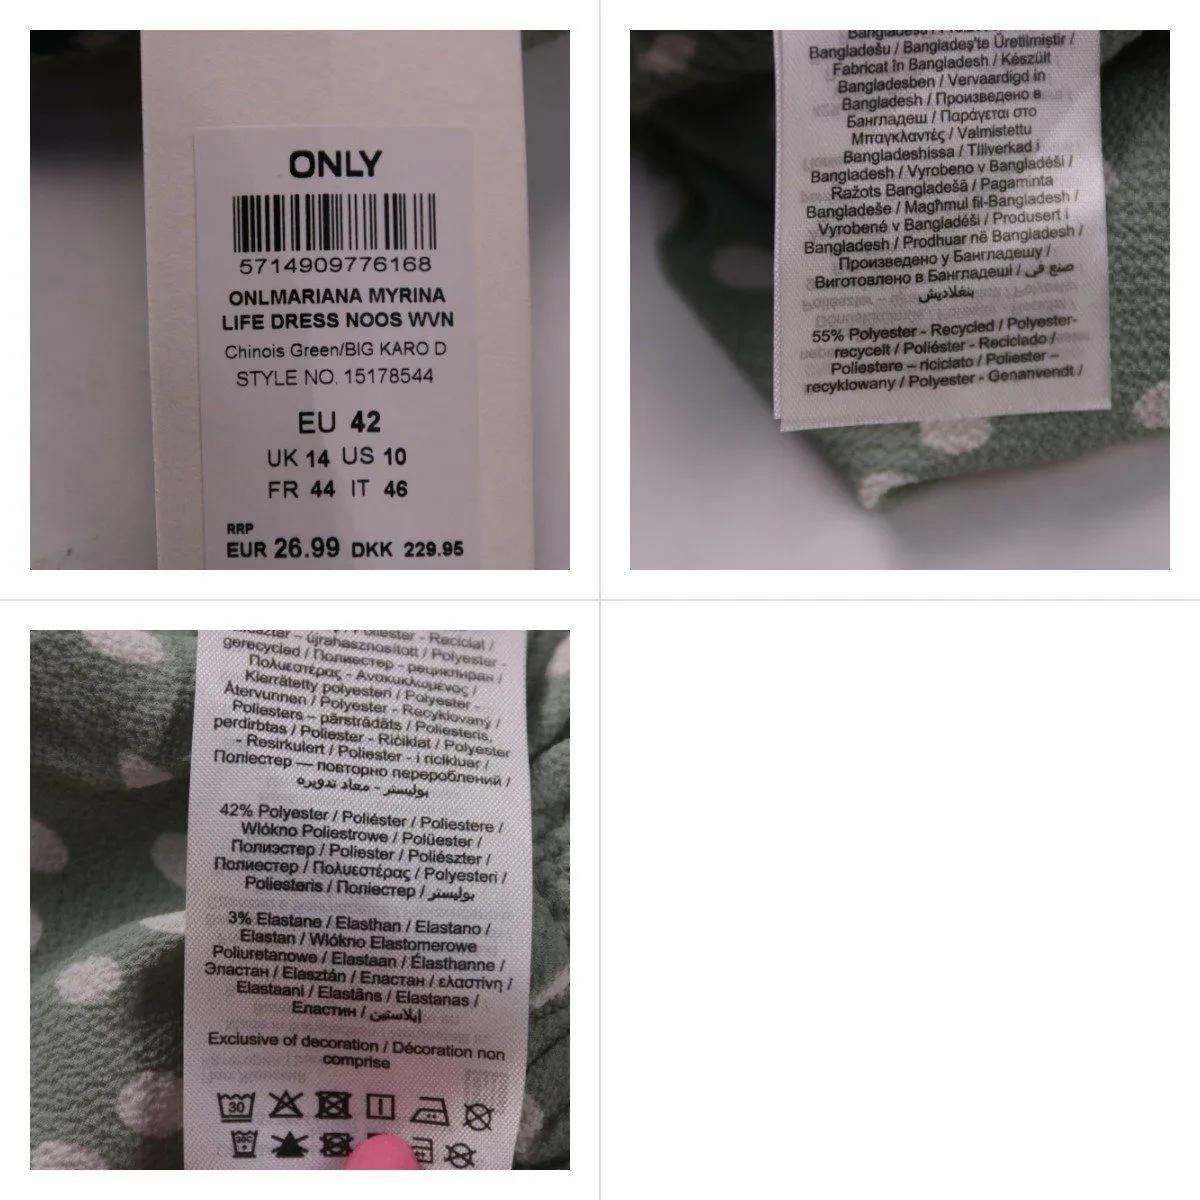 ONLY
5714909776168
ONLMARIANA MYRINA
LIFE DRESS NOOS WVN
Chinois Green/BIG KARO D
STYLE NO. 15178544
EU 42
UK 14 US 10
FR 44 IT 46
RRP
EUR 26.99 DKK 229.95
Bangladešu / Bangladeş'te Üretilmiştir /
Fabricat în Bangladesh / Készült
Bangladesben / Vervaardigd in
Bangladesh / Произведено в
Бангладеш / Παράγεται στο
Μπαγκλαντές / Valmistettu
Bangladeshissa / Tillverkad i
Bangladesh / Vyrobeno v Bangladéši /
Ražots Bangladešā / Pagaminta
Bangladeše / Magħmul fil-Bangladesh /
Vyrobené v Bangladéši / Produsert i
Bangladesh / Prodhuar në Bangladesh /
Произведено у Бангладешу /
Виготовлено в Бангладеші / صنع في
بنغلاديش
55% Polyester - Recycled / Polyester-
recycelt / Poliéster - Reciclado /
Poliestere – riciclato / Poliester –
recyklowany / Polyester - Genanvendt /
Poliester - Reciclat /
újrahasznosított / Polyester -
gerecycled / Полиестер - рециклиран /
Πολυεστέρας - Ανακυκλωμένος /
Kierrätetty polyesteri / Polyester -
Återvunnen / Polyester - Recyklovaný /
Poliesters – pārstrādāts / Poliesteris,
perdirbtas / Poliester - Riċiklat / Polyester
- Resirkulert / Poliester - i ricikluar /
Поліестер — повторно перероблений /
بوليستر - معاد تدويره
42% Polyester / Poliéster / Poliestere /
Włókno Poliestrowe / Polüester /
Полиэстер / Poliester / Poliészter /
Полиестер / Πολυεστέρας / Polyesteri /
Poliesteris / Поліестер / بوليستر
3% Elastane / Elasthan / Elastano /
Elastan / Włókno Elastomerowe
Poliuretanowe / Elastaan / Élasthanne /
Эластан / Elasztán / Еластан / ελαστίνη /
Elastaani / Elastāns / Elastanas /
Еластин / إيلاستين
Exclusive of decoration / Décoration non
comprise
30
30C